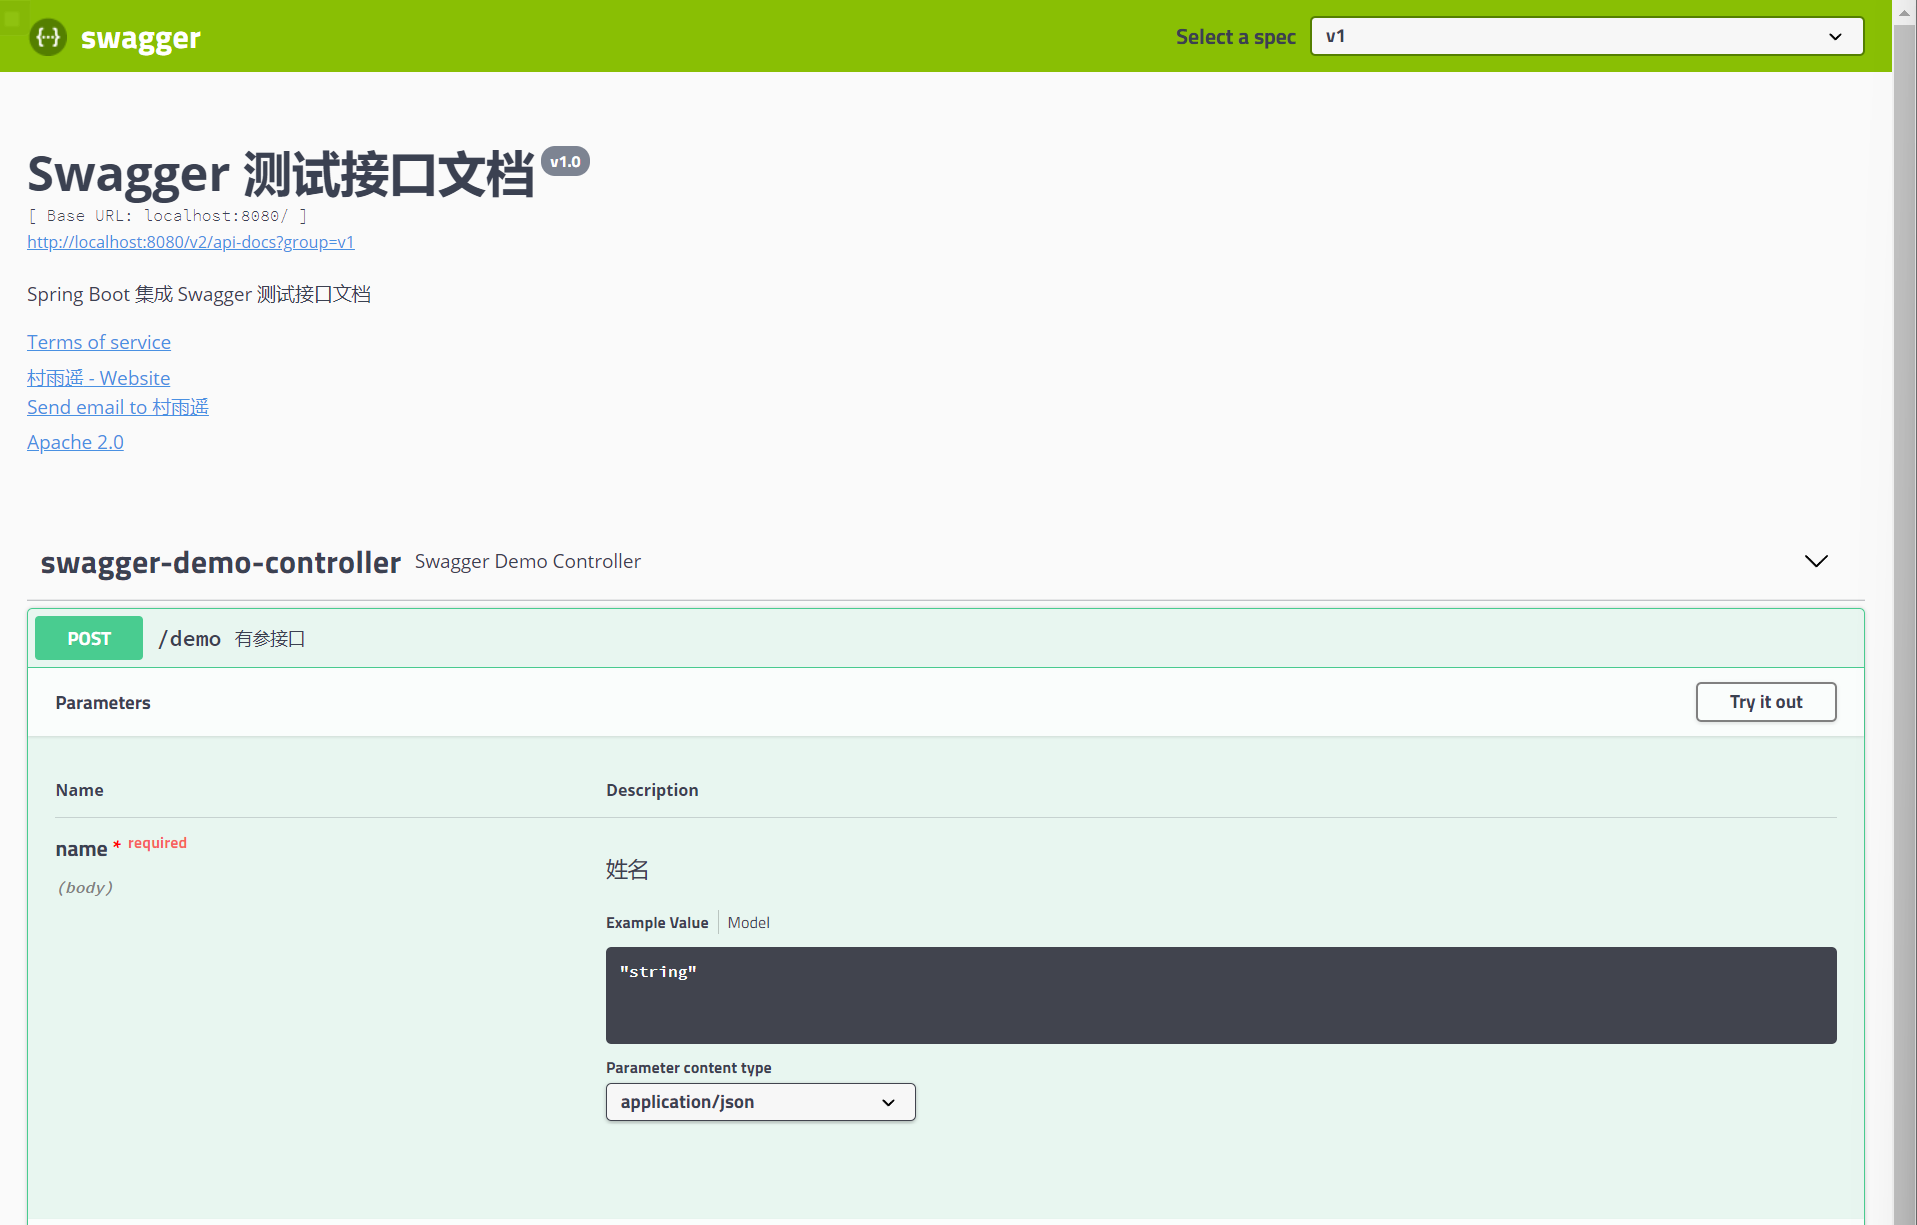 {···} swagger
Select a spec v1
Swagger 测试接口文档 v1.0
[ Base URL: localhost:8080/ ]
http://localhost:8080/v2/api-docs?group=v1
Spring Boot 集成 Swagger 测试接口文档
Terms of service
村雨遥 - Website
Send email to 村雨遥
Apache 2.0
swagger-demo-controller Swagger Demo Controller
POST /demo 有参接口
Parameters Try it out
Name Description
name * required
(body)
姓名
Example Value Model
"string"
Parameter content type
application/json